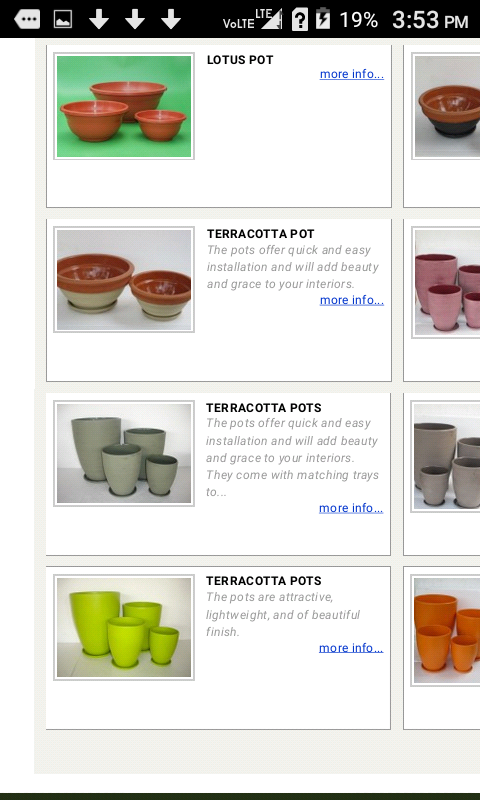 VoLTE LTE 19% 3:53 PM
LOTUS POT
more info...
TERRACOTTA POT
The pots offer quick and easy
installation and will add beauty
and grace to your interiors.
more info...
TERRACOTTA POTS
The pots offer quick and easy
installation and will add beauty
and grace to your interiors.
They come with matching trays
to...
more info...
TERRACOTTA POTS
The pots are attractive,
lightweight, and of beautiful
finish.
more info...